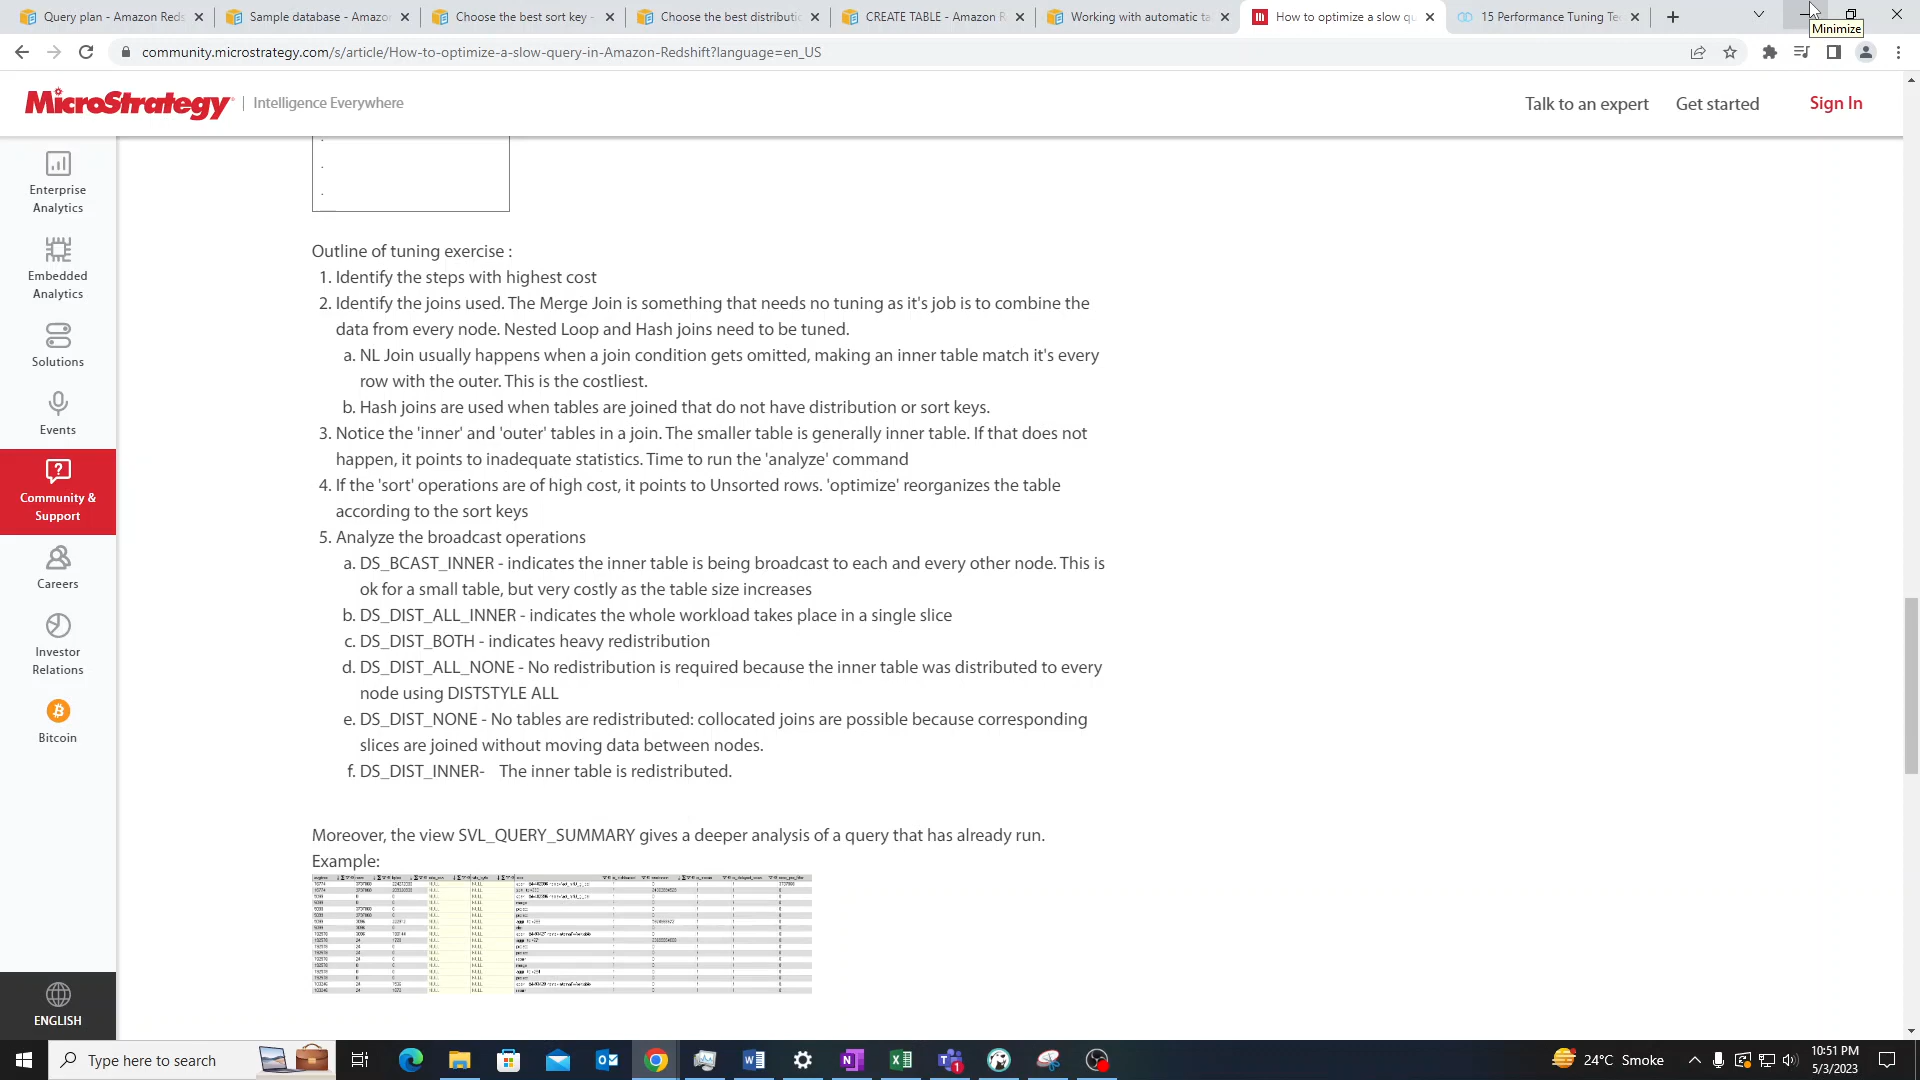 Query plan - Amazon Reds
Sample database - Amazo
Choose the best sort key -
Choose the best distributio
CREATE TABLE - Amazon R
Working with automatic ta
How to optimize a slow qu
15 Performance Tuning Te
Minimize
community.microstrategy.com/s/article/How-to-optimize-a-slow-query-in-Amazon-Redshift?language=en_US
MicroStrategy
Intelligence Everywhere
Talk to an expert
Get started
Sign In
Enterprise
Analytics
Embedded
Analytics
Solutions
Events
Community &
Support
Careers
Investor
Relations
Bitcoin
ENGLISH
.
.
.
Outline of tuning exercise :
1. Identify the steps with highest cost
2. Identify the joins used. The Merge Join is something that needs no tuning as it's job is to combine the
data from every node. Nested Loop and Hash joins need to be tuned.
a. NL Join usually happens when a join condition gets omitted, making an inner table match it's every
row with the outer. This is the costliest.
b. Hash joins are used when tables are joined that do not have distribution or sort keys.
3. Notice the 'inner' and 'outer' tables in a join. The smaller table is generally inner table. If that does not
happen, it points to inadequate statistics. Time to run the 'analyze' command
4. If the 'sort' operations are of high cost, it points to Unsorted rows. 'optimize' reorganizes the table
according to the sort keys
5. Analyze the broadcast operations
a. DS_BCAST_INNER - indicates the inner table is being broadcast to each and every other node. This is
ok for a small table, but very costly as the table size increases
b. DS_DIST_ALL_INNER - indicates the whole workload takes place in a single slice
c. DS_DIST_BOTH - indicates heavy redistribution
d. DS_DIST_ALL_NONE - No redistribution is required because the inner table was distributed to every
node using DISTSTYLE ALL
e. DS_DIST_NONE - No tables are redistributed: collocated joins are possible because corresponding
slices are joined without moving data between nodes.
f. DS_DIST_INNER- The inner table is redistributed.
Moreover, the view SVL_QUERY_SUMMARY gives a deeper analysis of a query that has already run.
Example:
Type here to search
24°C Smoke
10:51 PM
5/3/2023